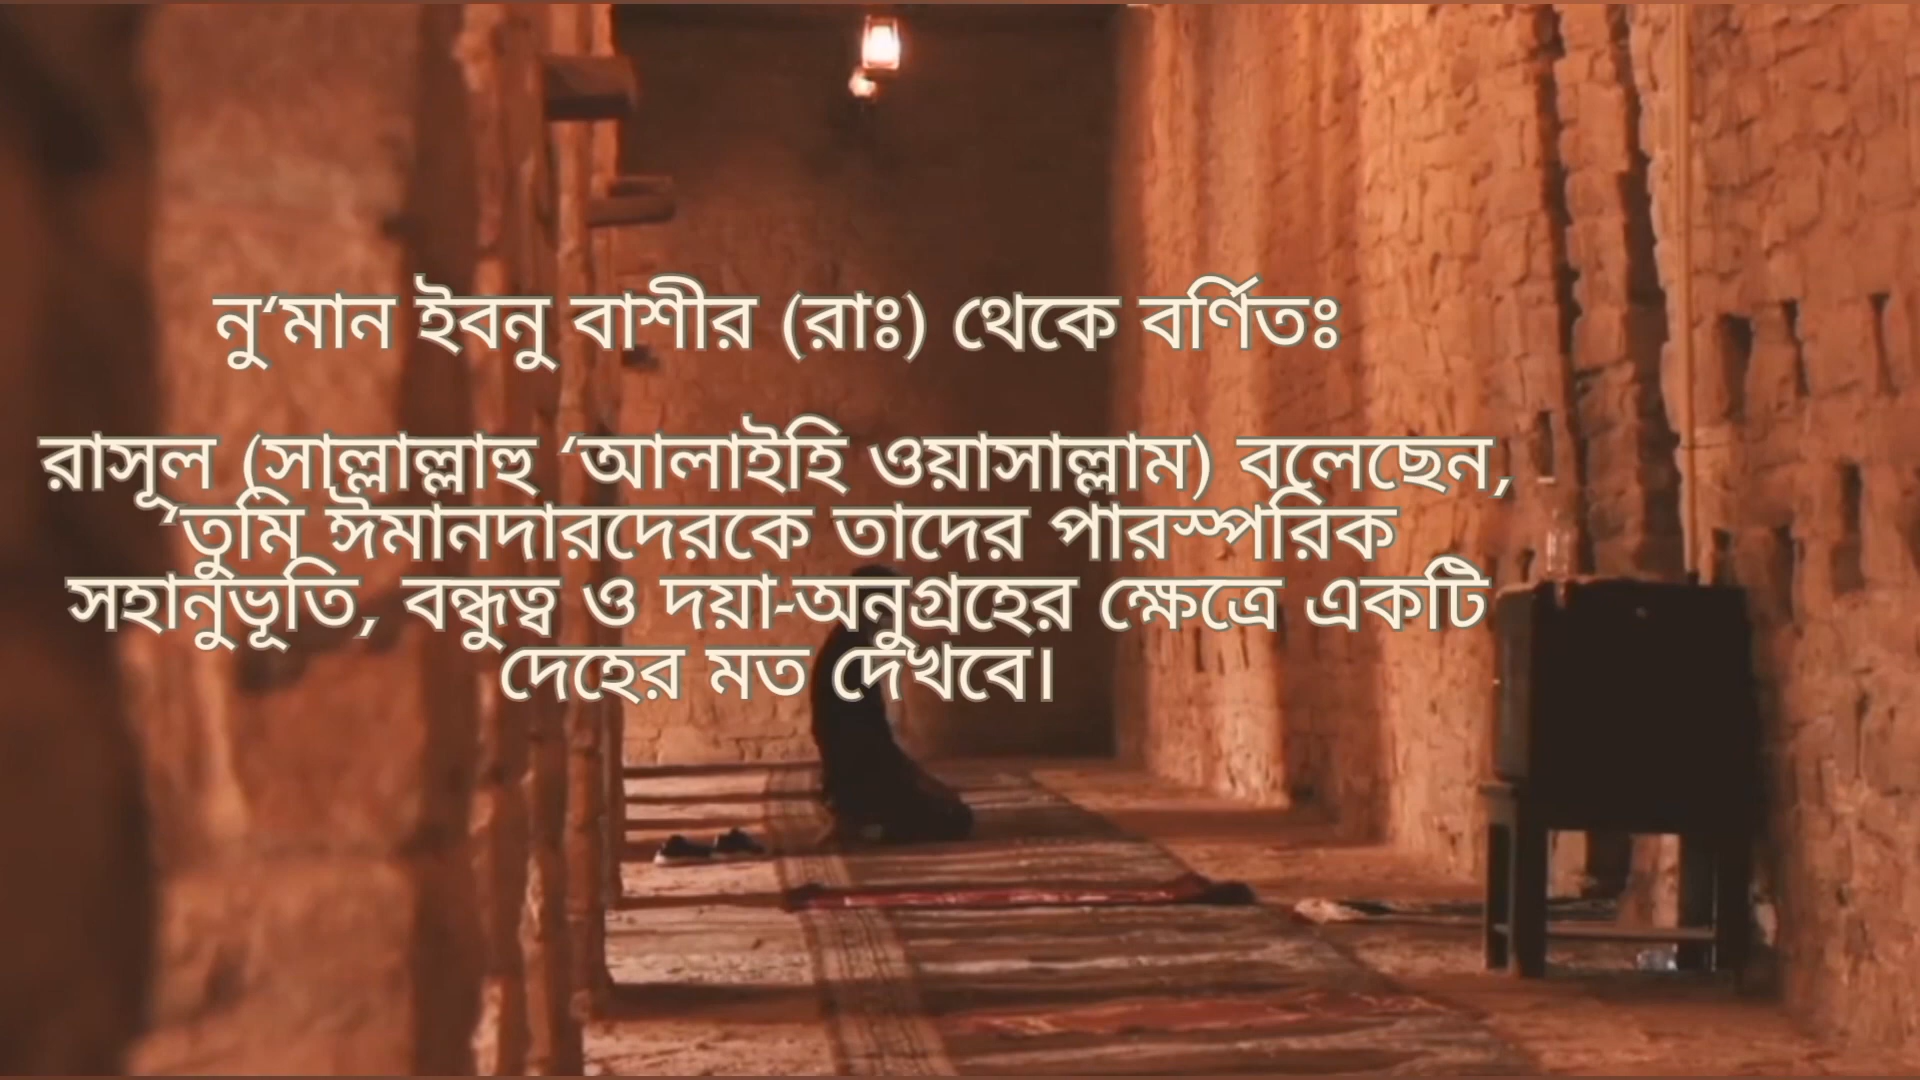 নু‘মান ইবনু বাশীর (রাঃ) থেকে বর্ণিতঃ
রাসূল (সাল্লাল্লাহু ‘আলাইহি ওয়াসাল্লাম) বলেছেন,
‘তুমি ঈমানদারদেরকে তাদের পারস্পরিক
সহানুভূতি, বন্ধুত্ব ও দয়া-অনুগ্রহের ক্ষেত্রে একটি
দেহের মত দেখবে।